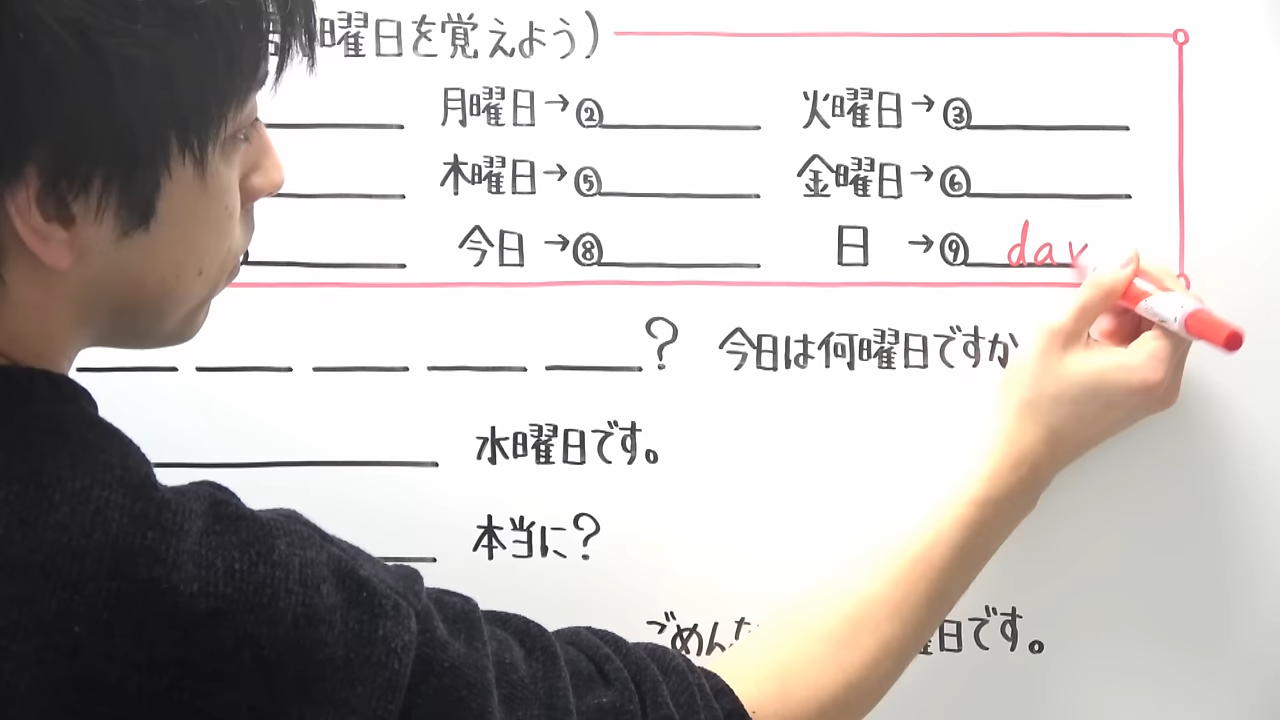 曜日を覚えよう)
月曜日→② 火曜日→③
木曜日→⑤ 金曜日→⑥
今日→⑧ 日→⑨ day
? 今日は何曜日ですか
水曜日です。
本当に?
ごめんな 曜日です。